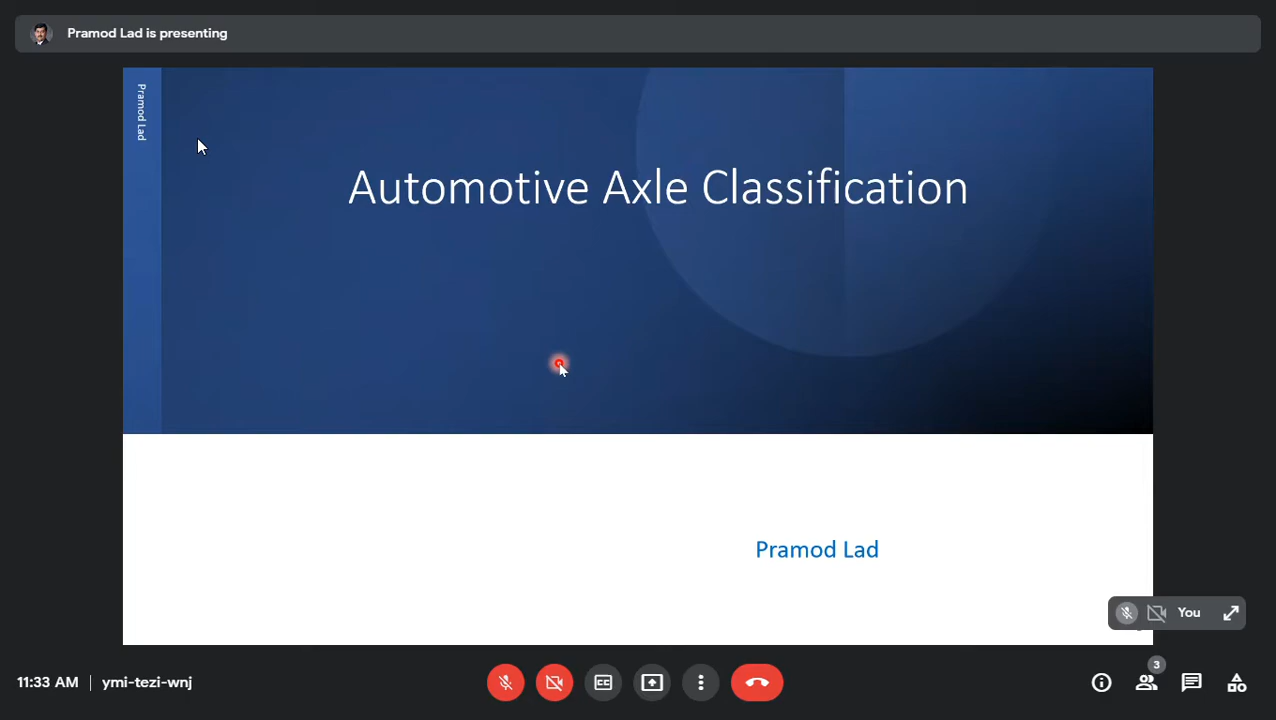 Pramod Lad is presenting
Pramod Lad
Automotive Axle Classification
Pramod Lad
You
11:33 AM | ymi-tezi-wnj
CC
3